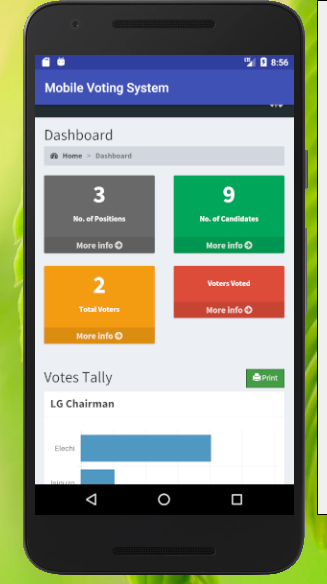 8:56
Mobile Voting System
Dashboard
Home > Dashboard
3
No. of Positions
More info
9
No. of Candidates
More info
2
Total Voters
More info
Voters Voted
More info
Votes Tally
Print
LG Chairman
Elechi